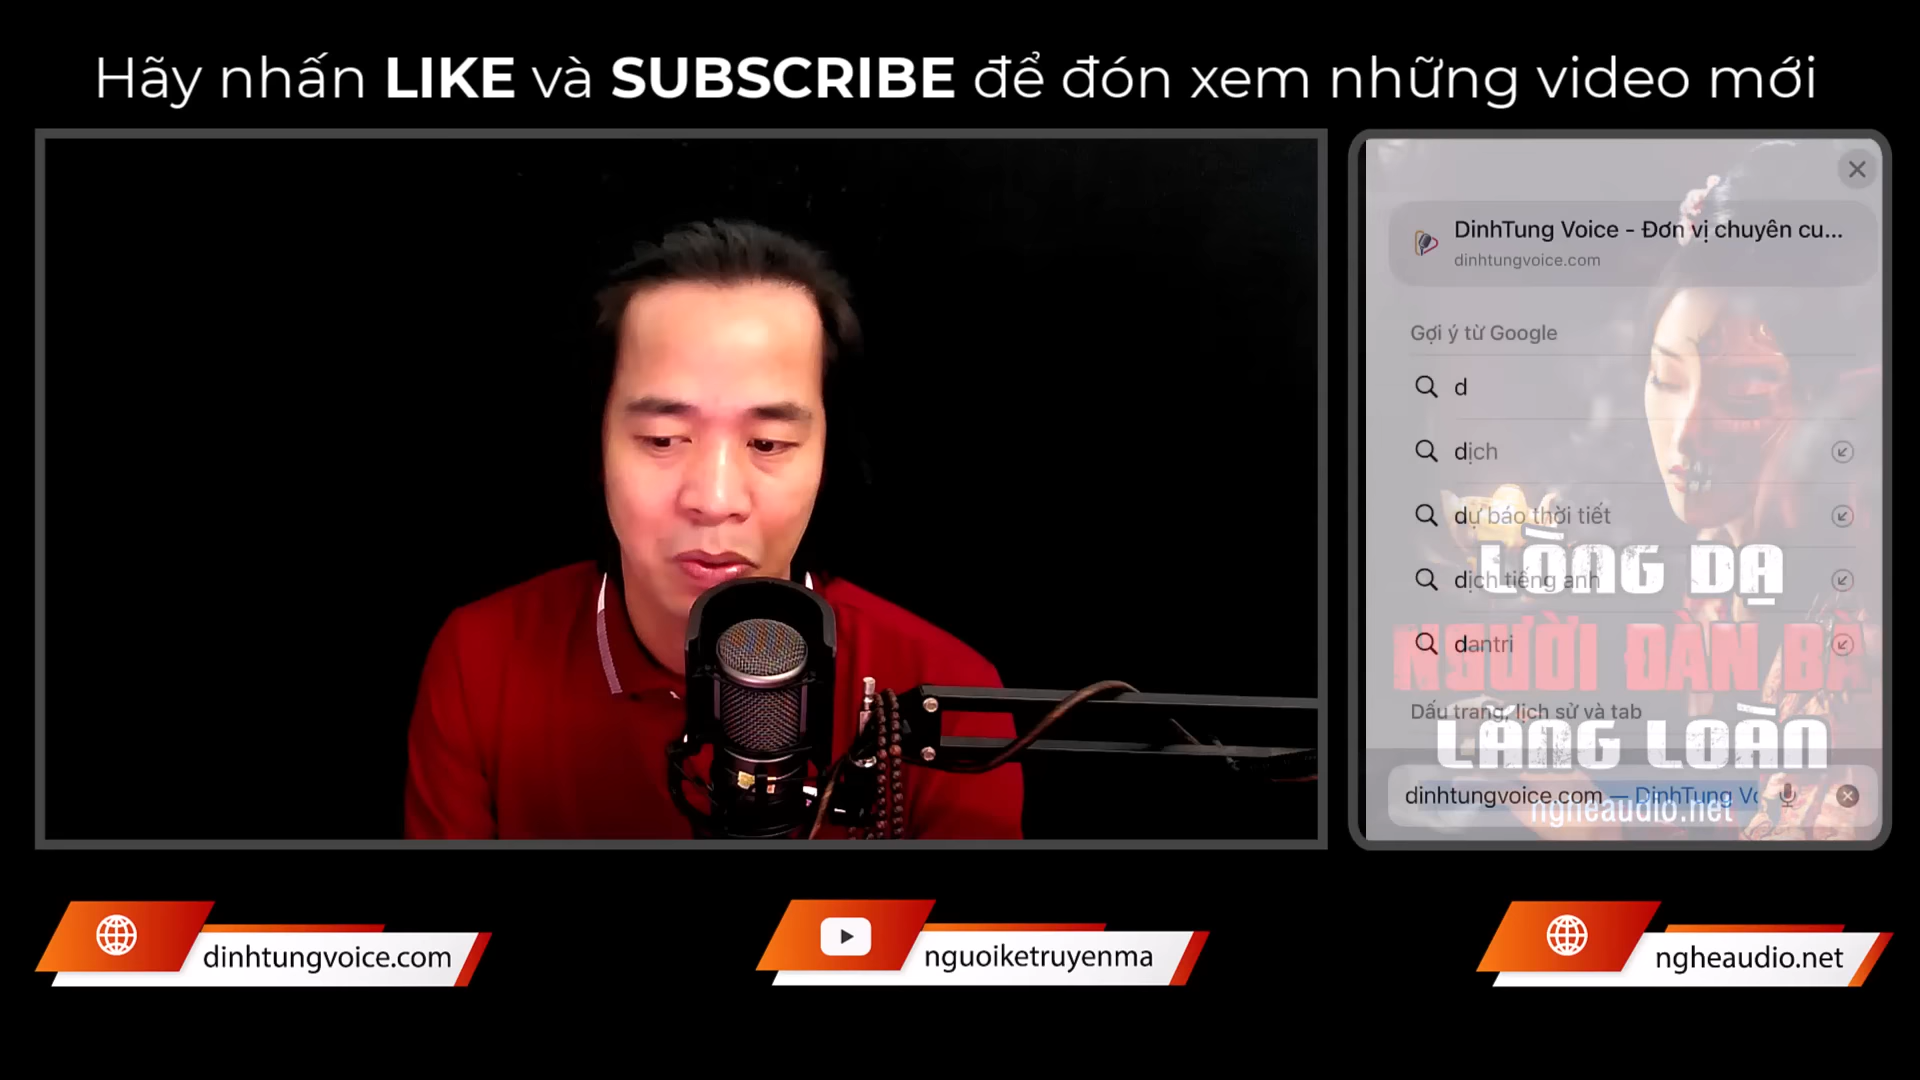 Hãy nhấn LIKE và SUBSCRIBE để đón xem những video mới
DinhTung Voice - Đơn vị chuyên cu...
dinhtungvoice.com
Gợi ý từ Google
d
dịch
dự báo thời tiết
LÒNG DẠ
dịch tiếng anh
NGƯỜI ĐÀN BÀ
dantri
Dấu trang, lịch sử và tab
LĂNG LOÀN
dinhtungvoice.com — DinhTung Vo
ngheaudio.net
dinhtungvoice.com
nguoiketruyenma
ngheaudio.net